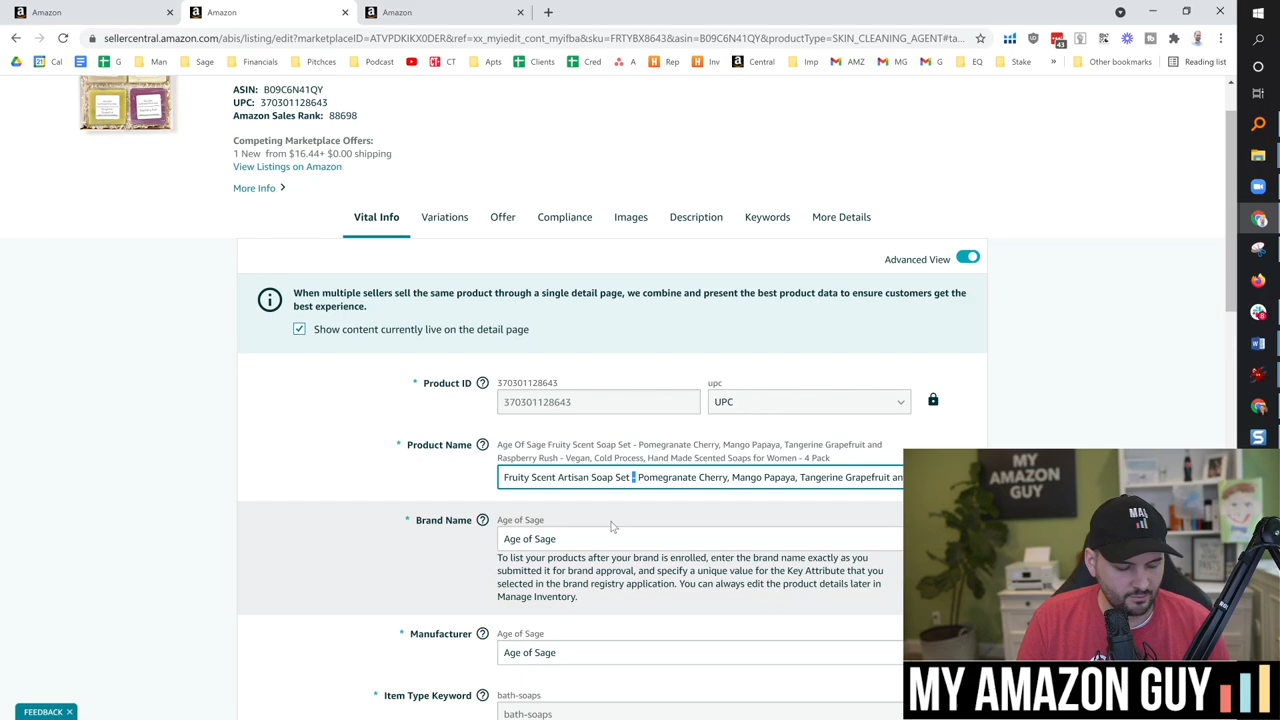 Amazon
Amazon
Amazon
sellercentral.amazon.com/abis/listing/edit?marketplaceID=ATVPDKIKX0DER&ref=xx_myiedit_cont_myifba&sku=FRTYBX8643&asin=B09C6N41QY&productType=SKIN_CLEANING_AGENT#ta...
43
Cal
G
Man
Sage
Financials
Pitchces
Podcast
CT
Apts
Clients
Cred
A
Rep
Inv
Central
Imp
AMZ
MG
G
EQ
Stake
»
Other bookmarks
Reading list
ASIN: B09C6N41QY
UPC: 370301128643
Amazon Sales Rank: 88698
Competing Marketplace Offers:
1 New from $16.44+ $0.00 shipping
View Listings on Amazon
More Info
Vital Info
Variations
Offer
Compliance
Images
Description
Keywords
More Details
Advanced View
When multiple sellers sell the same product through a single detail page, we combine and present the best product data to ensure customers get the
best experience.
Show content currently live on the detail page
* Product ID
370301128643
upc
370301128643
UPC
* Product Name
Age Of Sage Fruity Scent Soap Set - Pomegranate Cherry, Mango Papaya, Tangerine Grapefruit and
Raspberry Rush - Vegan, Cold Process, Hand Made Scented Soaps for Women - 4 Pack
Fruity Scent Artisan Soap Set - Pomegranate Cherry, Mango Papaya, Tangerine Grapefruit an
* Brand Name
Age of Sage
Age of Sage
To list your products after your brand is enrolled, enter the brand name exactly as you
submitted it for brand approval, and specify a unique value for the Key Attribute that you
selected in the brand registry application. You can always edit the product details later in
Manage Inventory.
* Manufacturer
Age of Sage
Age of Sage
* Item Type Keyword
bath-soaps
bath-soaps
FEEDBACK
MY
AMAZON
GUY
MY AMAZON GUY